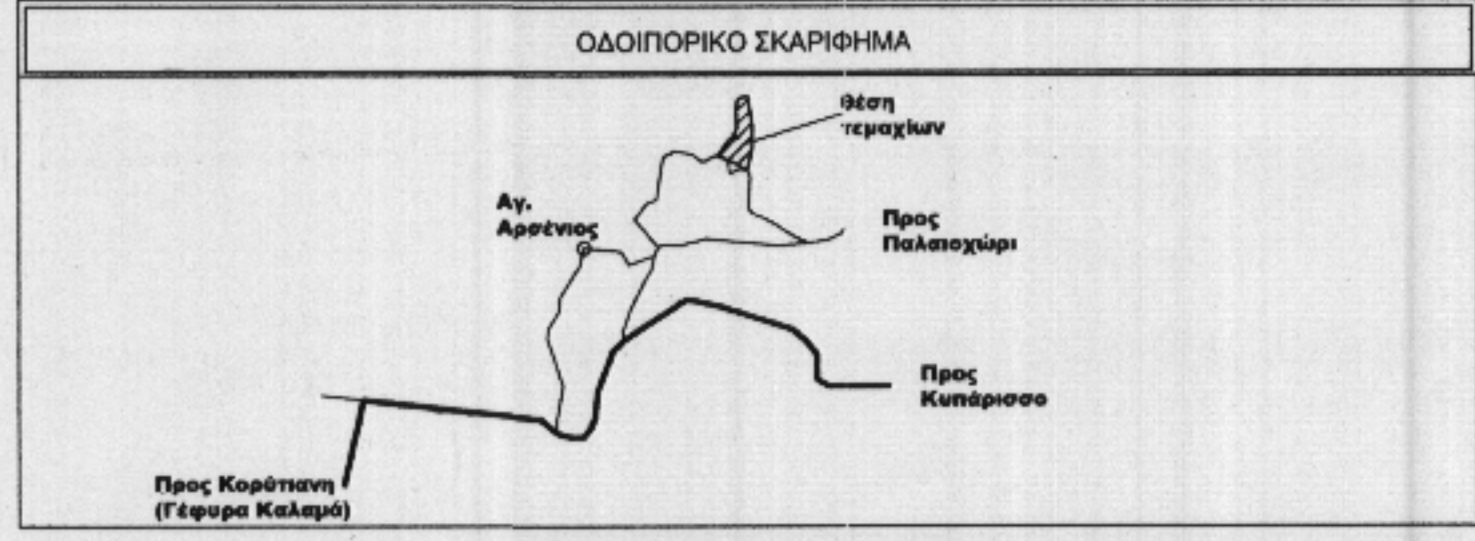 ΟΔΟΙΠΟΡΙΚΟ ΣΚΑΡΙΦΗΜΑ
θέση
τεμαχίων
Αγ.
Αρσένιος
Προς
Παλαιοχώρι
Προς
Κυπάρισσο
Προς Κορύτιανη
(Γέφυρα Καλαμά)